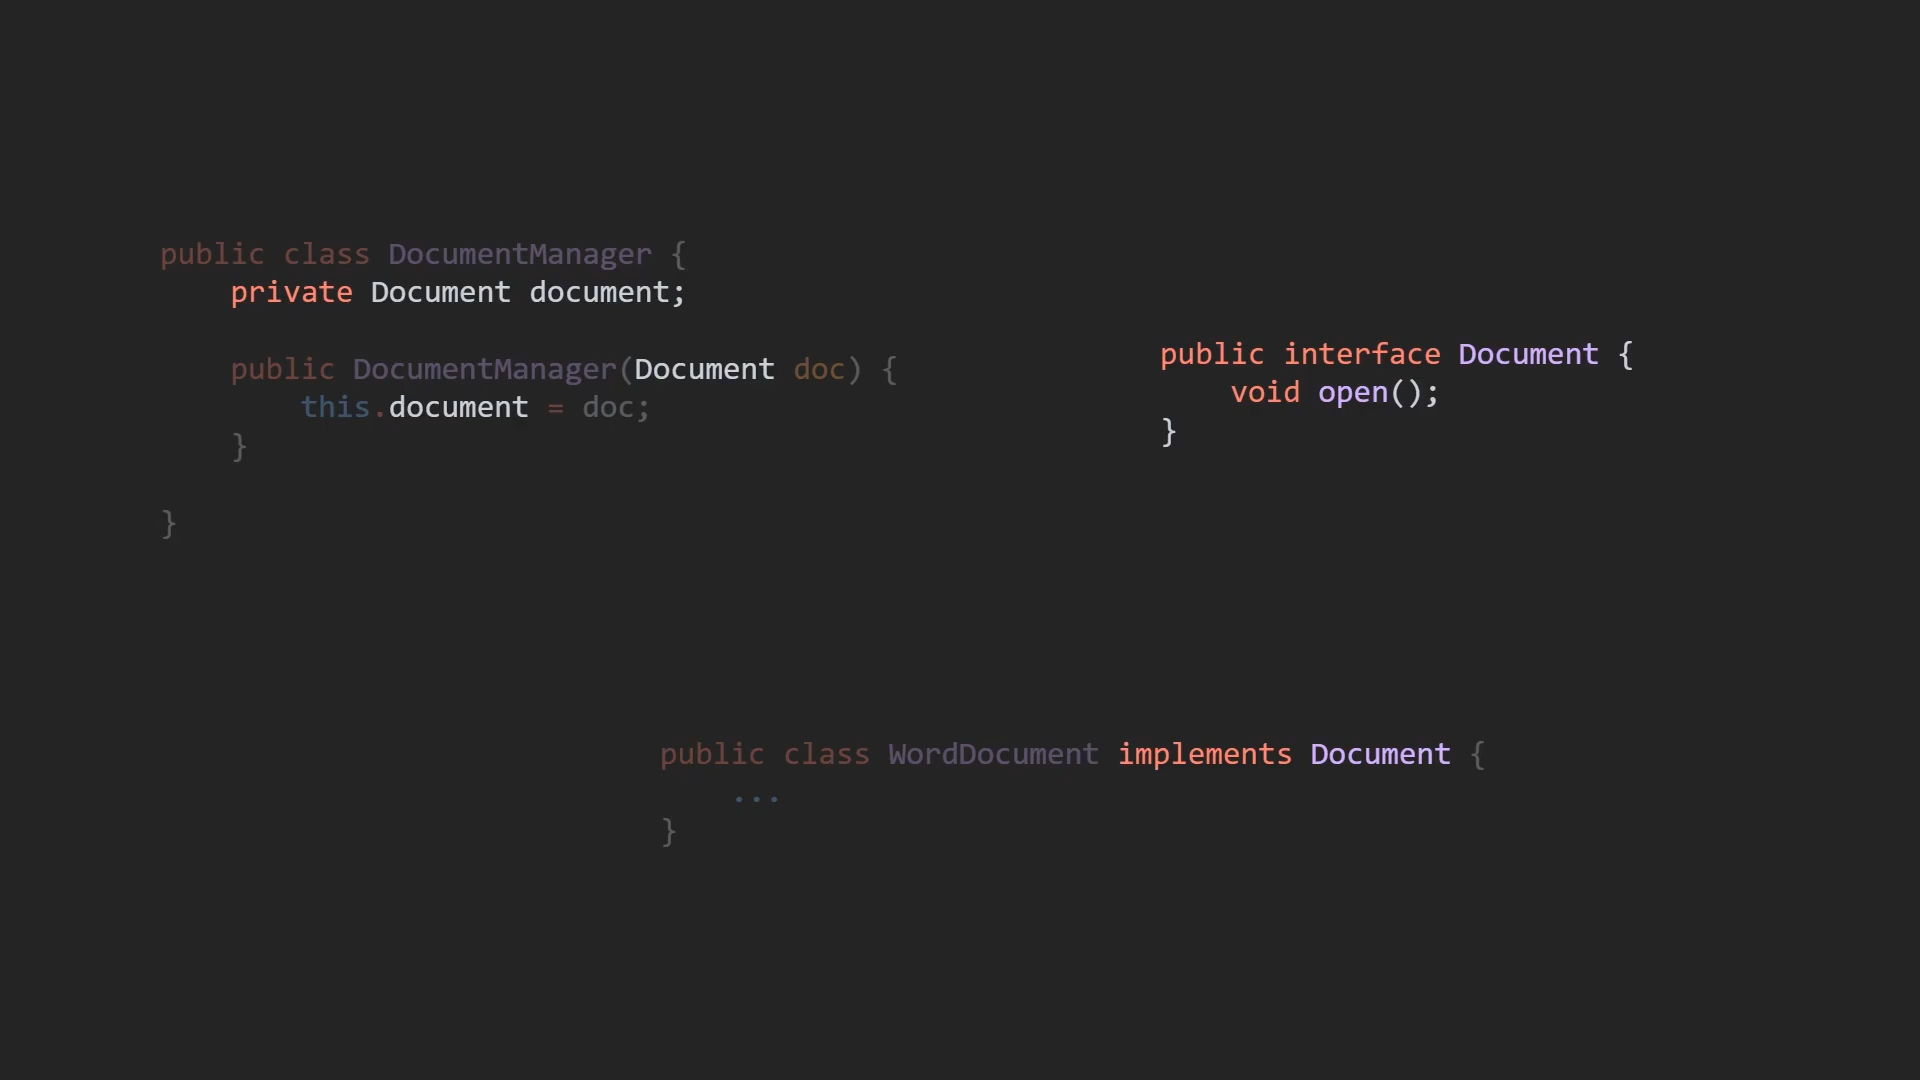 public class DocumentManager {
    private Document document;
    public DocumentManager(Document doc) {
        this.document = doc;
    }
}
public interface Document {
    void open();
}
public class WordDocument implements Document {
    ...
}